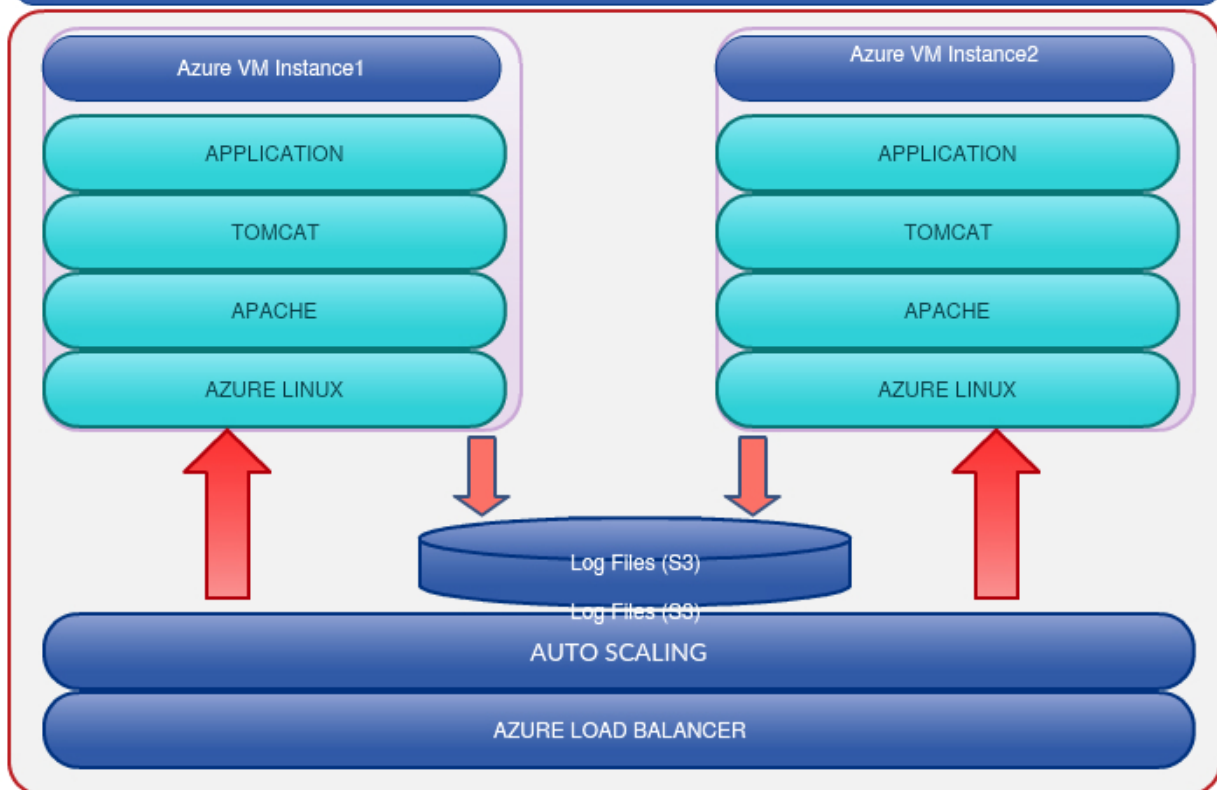 Azure VM Instance1
Azure VM Instance2
APPLICATION
APPLICATION
TOMCAT
TOMCAT
APACHE
APACHE
AZURE LINUX
AZURE LINUX
Log Files (S3)
Log Files (S3)
AUTO SCALING
AZURE LOAD BALANCER